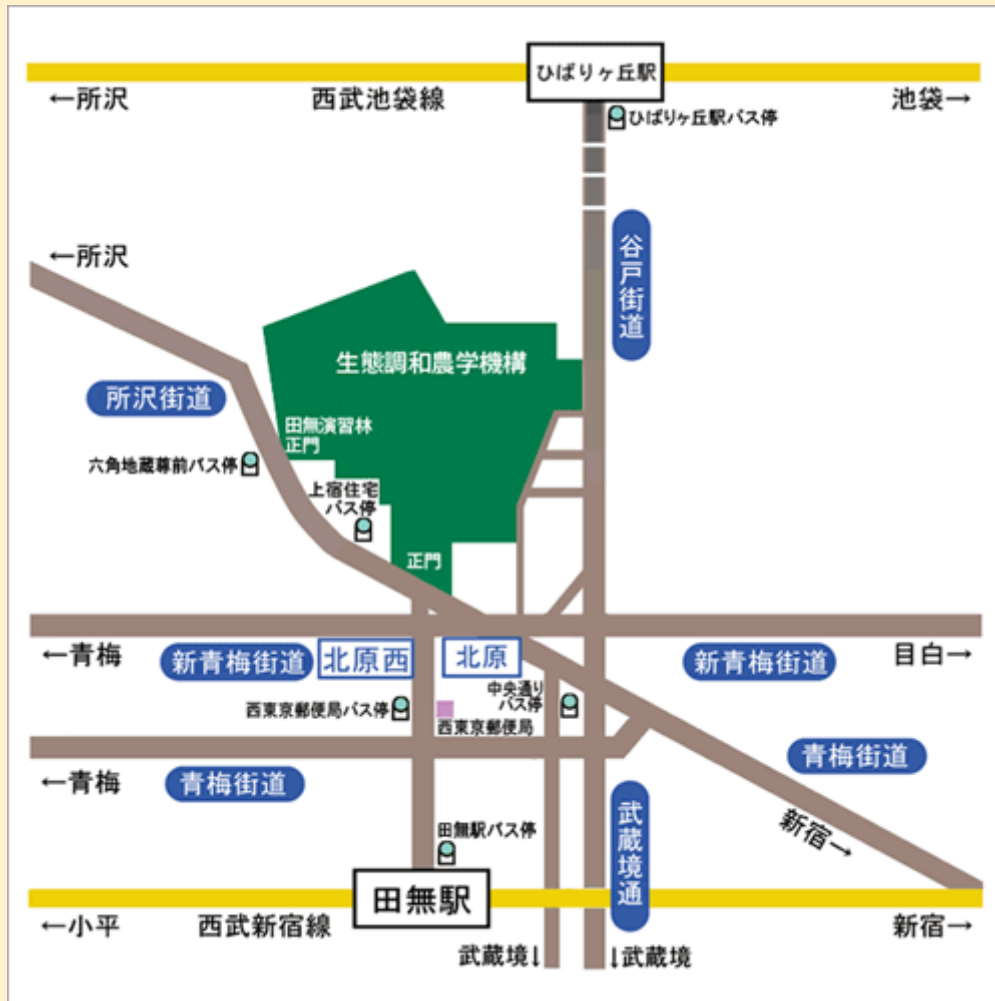 ひばりヶ丘駅
←所沢
西武池袋線
池袋→
ひばりヶ丘駅バス停
谷戸街道
←所沢
生態調和農学機構
所沢街道
田無演習林
正門
六角地蔵尊前バス停
上宿住宅
バス停
正門
←青梅
新青梅街道
北原西
北原
新青梅街道
目白→
西東京郵便局バス停
中央通り
バス停
西東京郵便局
←青梅
青梅街道
青梅街道
武蔵境通
新宿→
田無駅バス停
田無駅
←小平
西武新宿線
新宿→
武蔵境↓
↓武蔵境